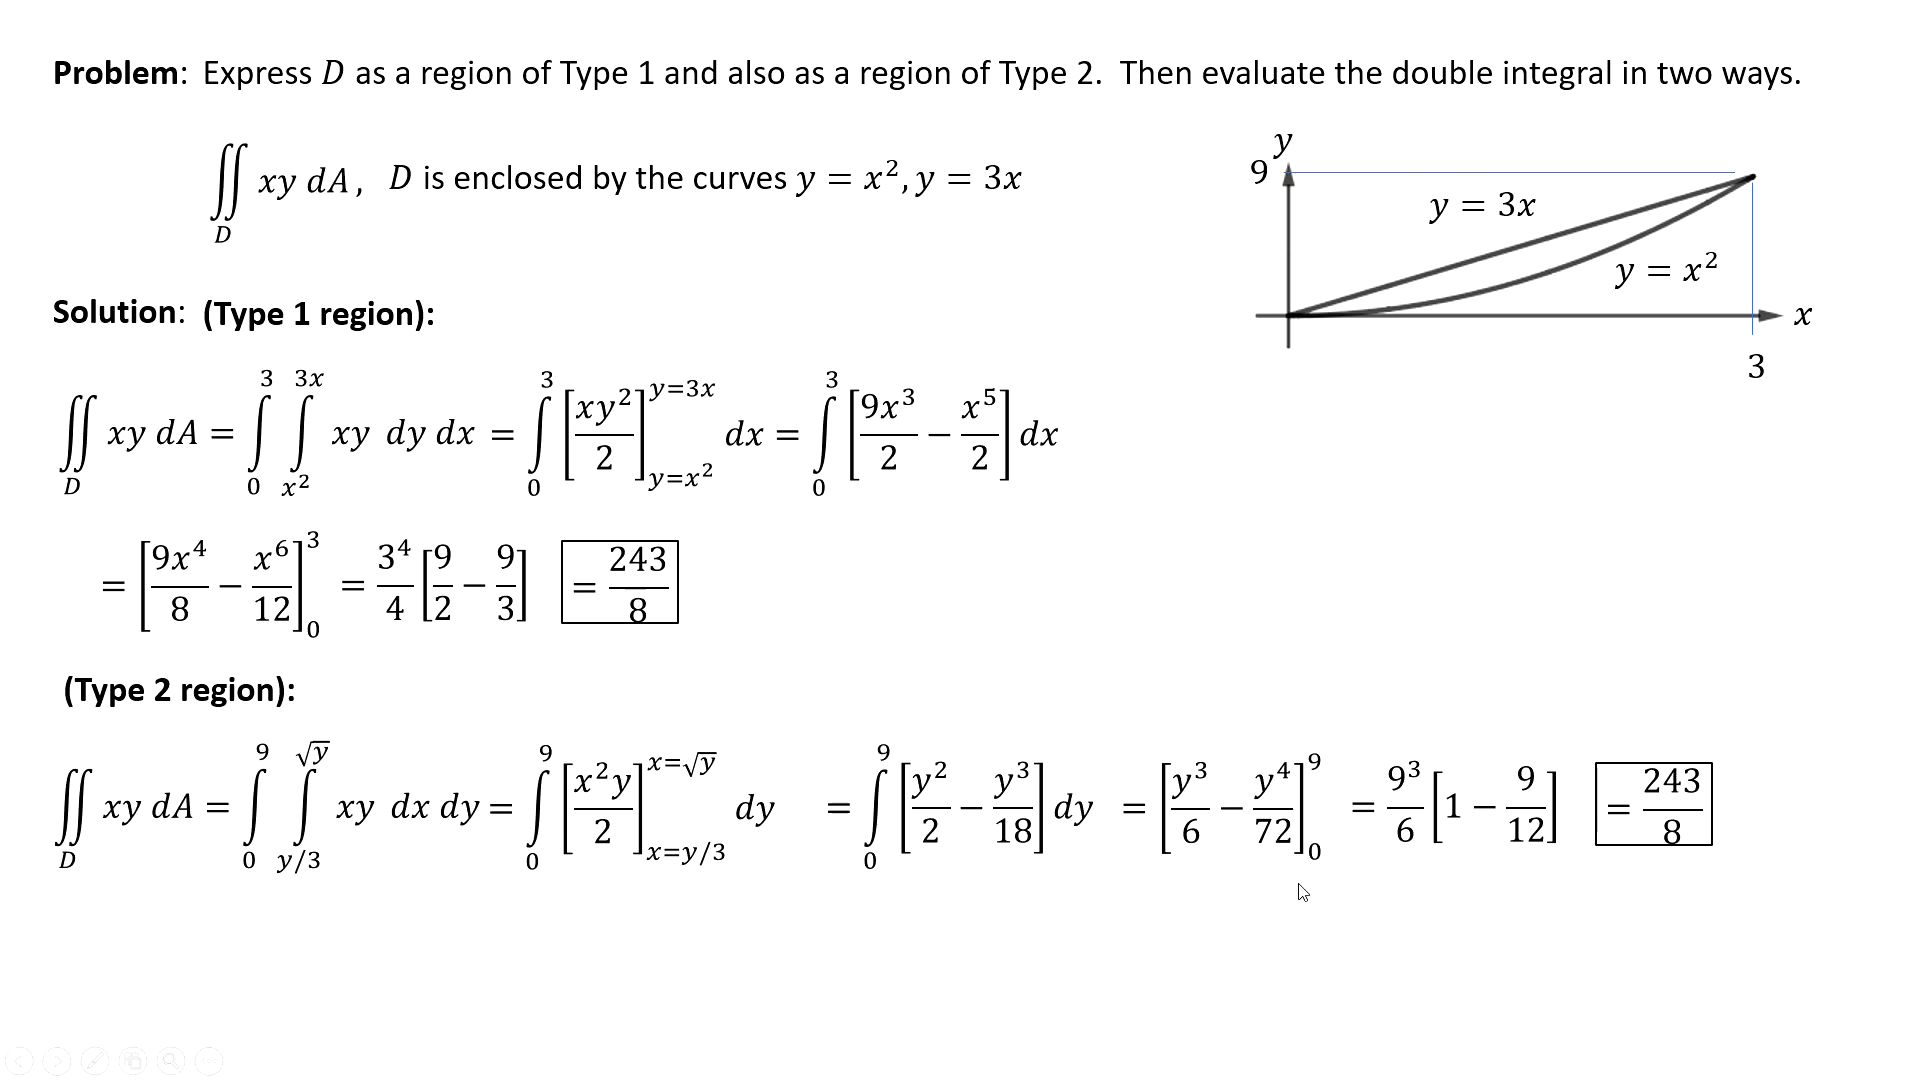 Problem: Express D as a region of Type 1 and also as a region of Type 2. Then evaluate the double integral in two ways.
∬_D xy dA, D is enclosed by the curves y = x², y = 3x
y
9
y = 3x
y = x²
x
3
Solution: (Type 1 region):
∬_D xy dA = ∫_0^3 ∫_{x²}^{3x} xy dy dx = ∫_0^3 [xy²/2]_{y=x²}^{y=3x} dx = ∫_0^3 [9x³/2 − x⁵/2] dx
= [9x⁴/8 − x⁶/12]_0^3 = 3⁴/4 [9/2 − 9/3] = 243/8
(Type 2 region):
∬_D xy dA = ∫_0^9 ∫_{y/3}^{√y} xy dx dy = ∫_0^9 [x²y/2]_{x=y/3}^{x=√y} dy = ∫_0^9 [y²/2 − y³/18] dy = [y³/6 − y⁴/72]_0^9 = 9³/6 [1 − 9/12] = 243/8